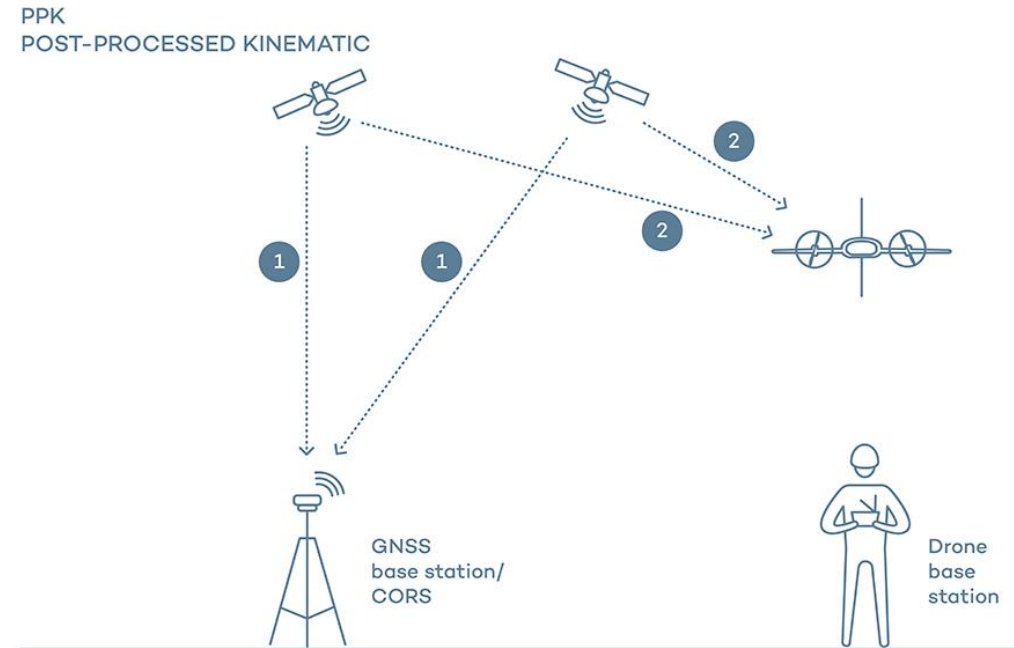 PPK
POST-PROCESSED KINEMATIC
2
2
1
1
GNSS
base station/
CORS
Drone
base
station